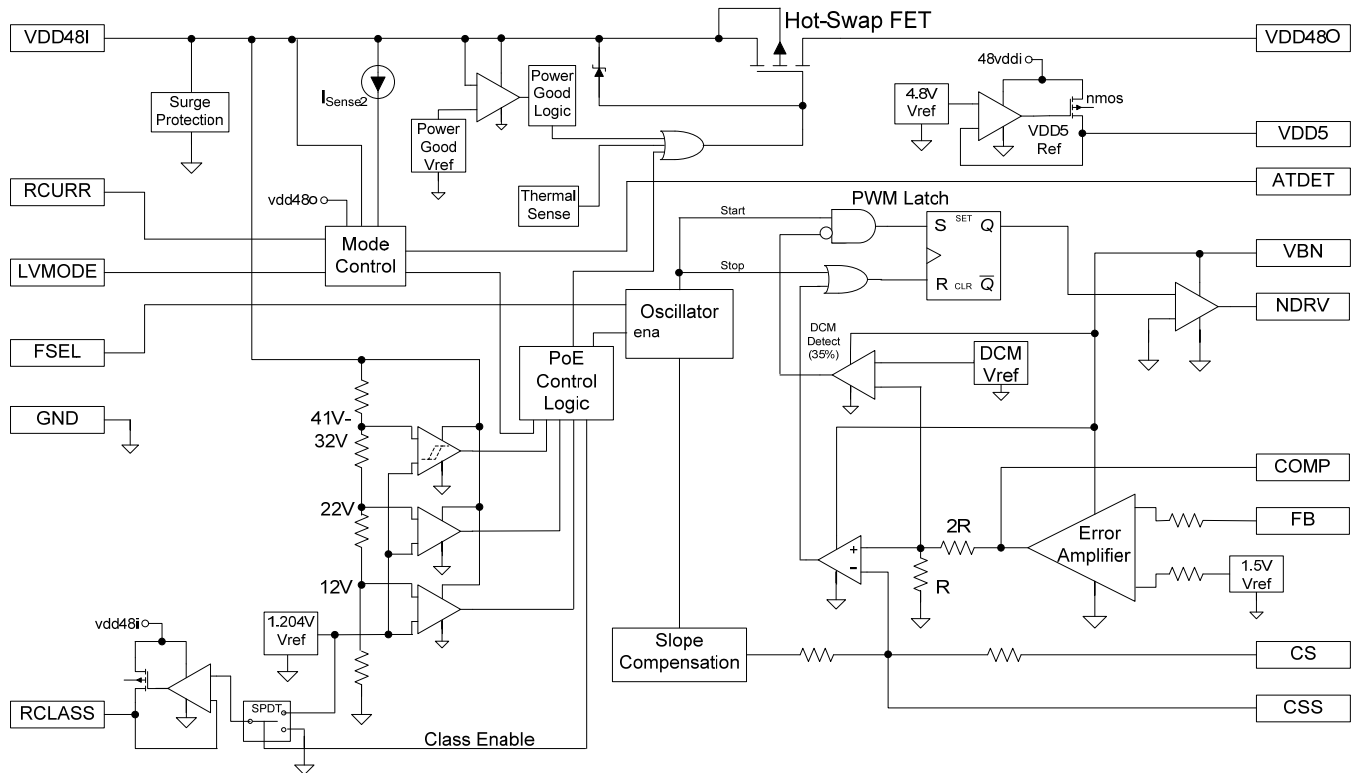 Hot-Swap FET
VDD48I
VDD48O
Surge
Protection
ISense2
Power
Good
Logic
Power
Good
Vref
48vddi
4.8V
Vref
nmos
VDD5
Ref
VDD5
Thermal
Sense
RCURR
vdd48o
ATDET
Mode
Control
PWM Latch
Start
Stop
S SET Q
R CLR Q
LVMODE
VBN
NDRV
FSEL
Oscillator
ena
DCM
Detect
(35%)
DCM
Vref
PoE
Control
Logic
GND
41V-
32V
22V
12V
1.204V
Vref
COMP
FB
Error
Amplifier
2R
R
+
-
1.5V
Vref
vdd48i
Slope
Compensation
CS
CSS
RCLASS
SPDT
Class Enable